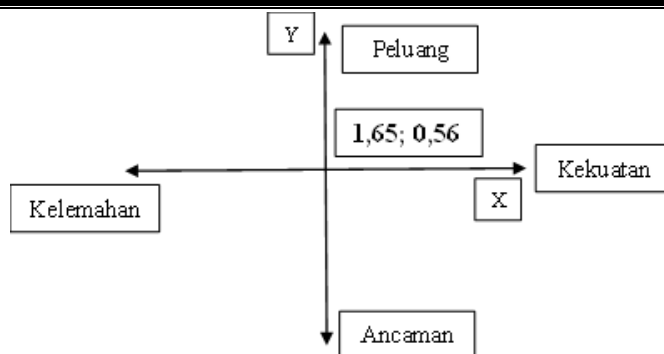 Y
Peluang
1,65; 0,56
Kekuatan
Kelemahan
X
Ancaman